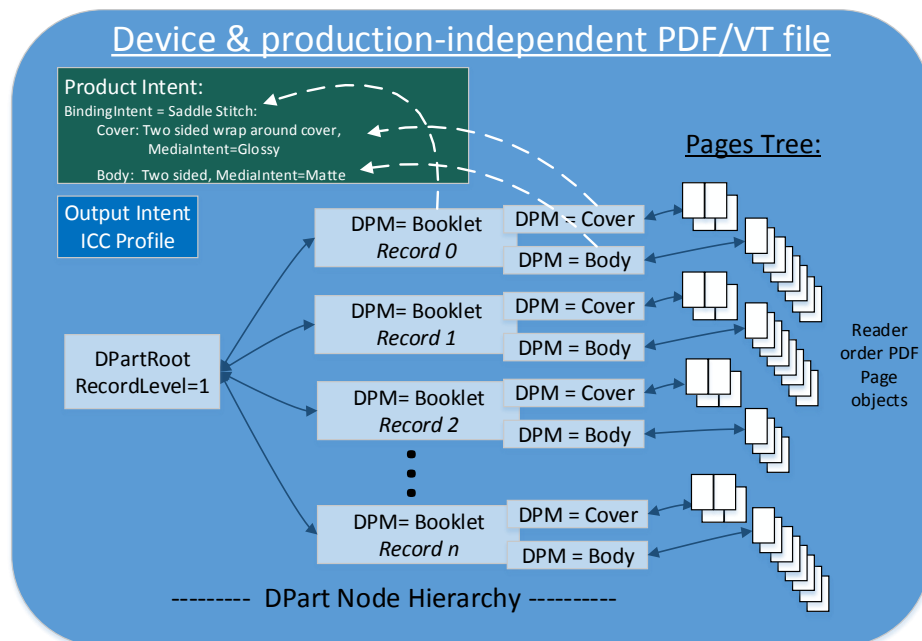 Device & production-independent PDF/VT file
Product Intent:
BindingIntent = Saddle Stitch:
Cover: Two sided wrap around cover,
MediaIntent=Glossy
Body: Two sided, MediaIntent=Matte
Output Intent
ICC Profile
Pages Tree:
DPartRoot
RecordLevel=1
DPM= Booklet
Record 0
DPM = Cover
DPM = Body
DPM= Booklet
Record 1
DPM = Cover
DPM = Body
DPM= Booklet
Record 2
DPM = Cover
DPM = Body
DPM= Booklet
Record n
DPM = Cover
DPM = Body
Reader
order PDF
Page
objects
--------- DPart Node Hierarchy ----------